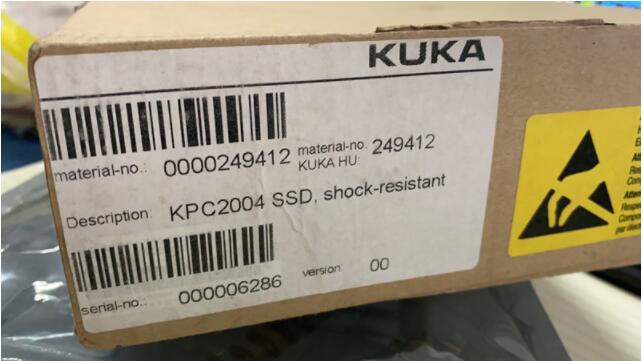 KUKA
material-no.: 0000249412
material-no. 249412
KUKA HU:
Description: KPC2004 SSD, shock-resistant
serial-no.: 000006286
version: 00